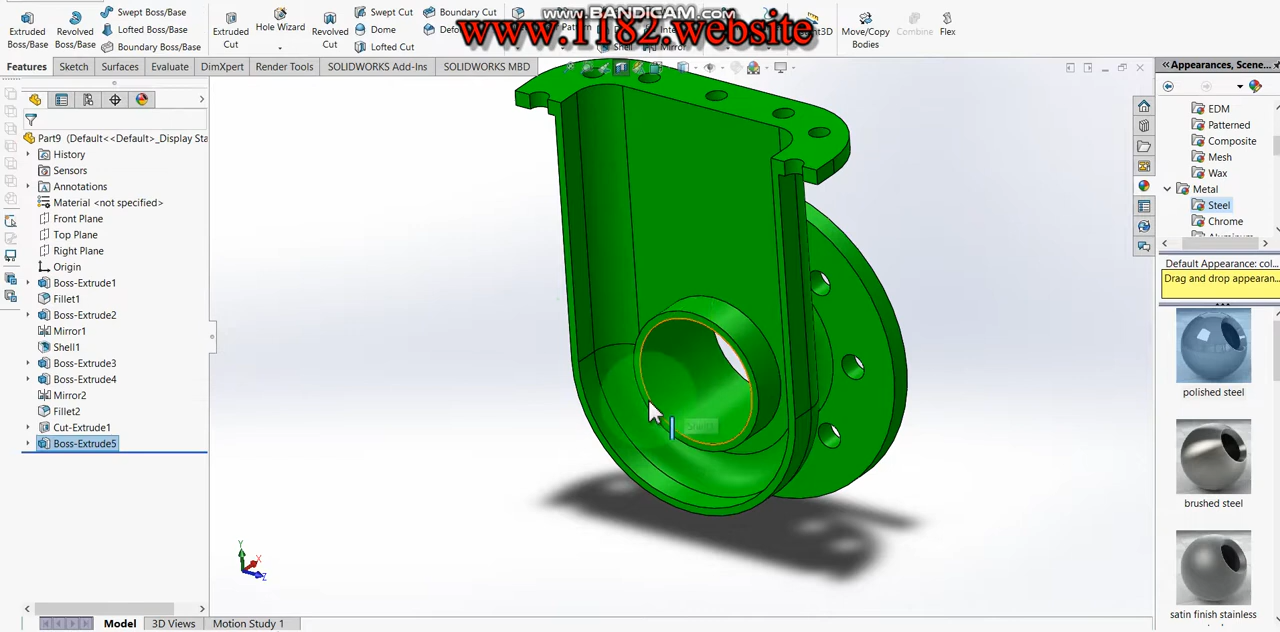 www.BANDICAM.com
www.1182.website
Extruded Boss/Base
Revolved Boss/Base
Swept Boss/Base
Lofted Boss/Base
Boundary Boss/Base
Extruded Cut
Hole Wizard
Revolved Cut
Swept Cut
Dome
Lofted Cut
Boundary Cut
Shell
Mirror
Move/Copy Bodies
Combine
Flex
Features
Sketch
Surfaces
Evaluate
DimXpert
Render Tools
SOLIDWORKS Add-Ins
SOLIDWORKS MBD
Part9 (Default<<Default>_Display Sta
History
Sensors
Annotations
Material <not specified>
Front Plane
Top Plane
Right Plane
Origin
Boss-Extrude1
Fillet1
Boss-Extrude2
Mirror1
Shell1
Boss-Extrude3
Boss-Extrude4
Mirror2
Fillet2
Cut-Extrude1
Boss-Extrude5
Shell1
Y
X
Z
Model
3D Views
Motion Study 1
Appearances, Scene...
EDM
Patterned
Composite
Mesh
Wax
Metal
Steel
Chrome
Default Appearance: col...
Drag and drop appearan...
polished steel
brushed steel
satin finish stainless